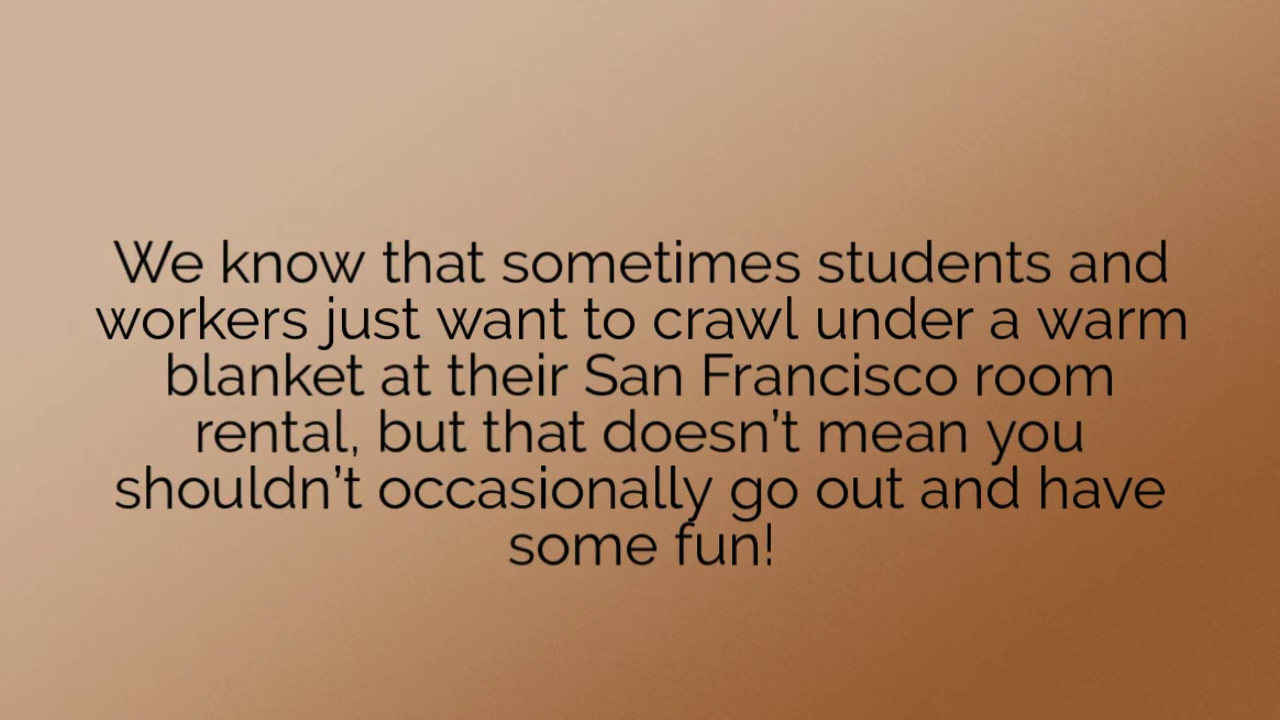 We know that sometimes students and
workers just want to crawl under a warm
blanket at their San Francisco room
rental, but that doesn’t mean you
shouldn’t occasionally go out and have
some fun!